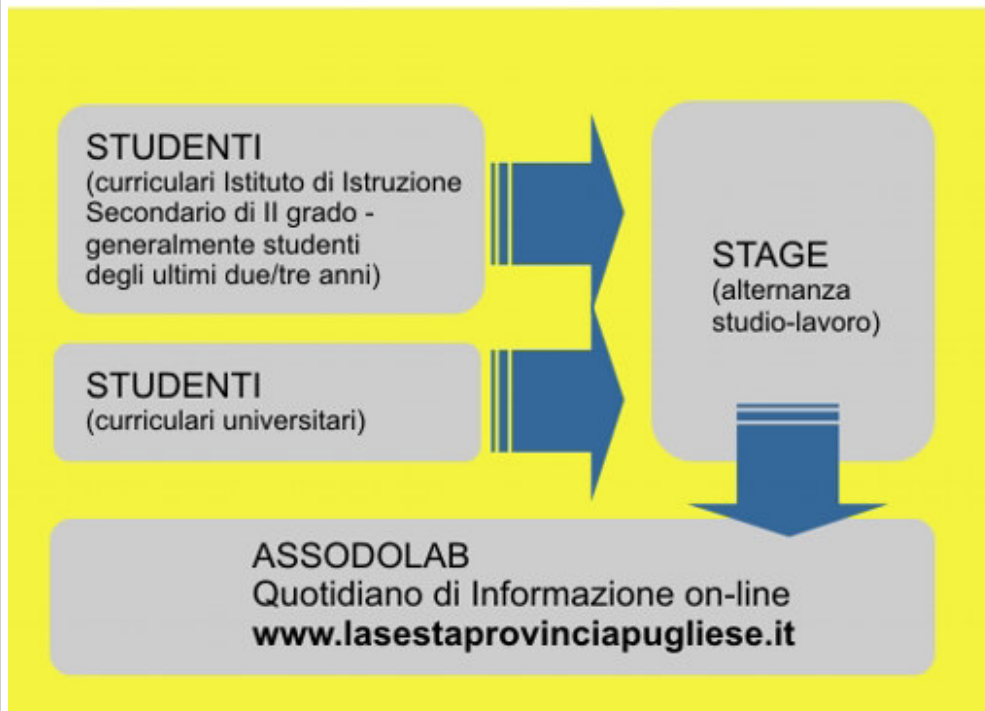 STUDENTI
(curriculari Istituto di Istruzione
Secondario di II grado -
generalmente studenti
degli ultimi due/tre anni)
STUDENTI
(curriculari universitari)
STAGE
(alternanza
studio-lavoro)
ASSODOLAB
Quotidiano di Informazione on-line
www.lasestaprovinciapugliese.it